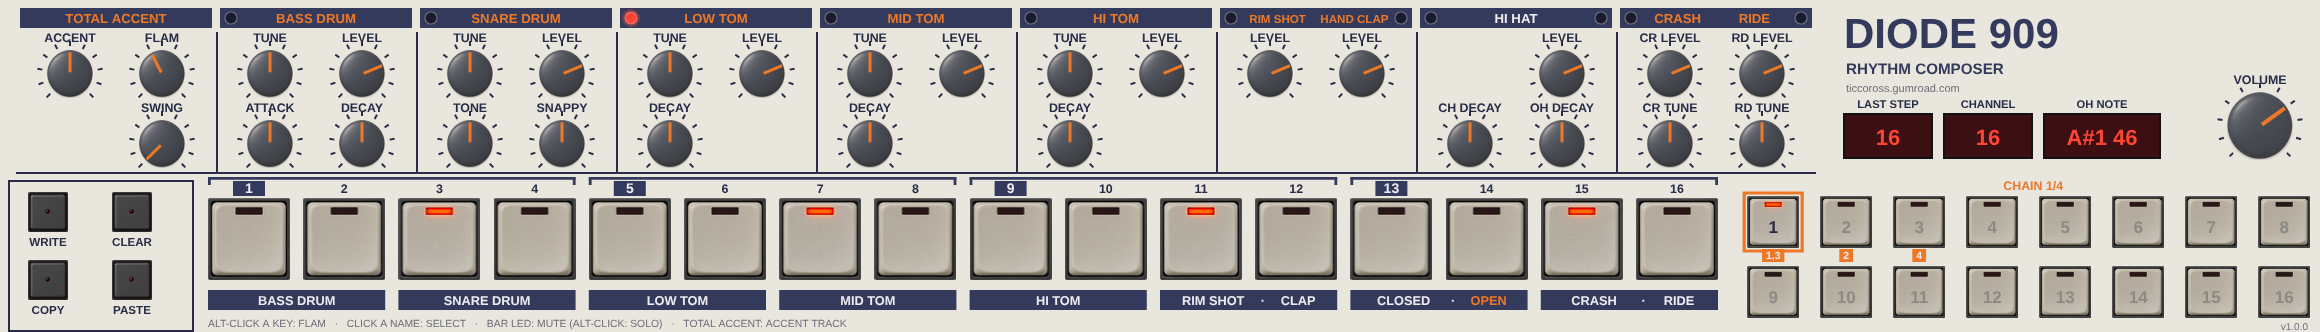 TOTAL ACCENT BASS DRUM SNARE DRUM LOW TOM MID TOM HI TOM RIM SHOT HAND CLAP HI HAT CRASH RIDE
ACCENT FLAM TUNE LEVEL TUNE LEVEL TUNE LEVEL TUNE LEVEL TUNE LEVEL LEVEL LEVEL LEVEL CR LEVEL RD LEVEL
SWING ATTACK DECAY TONE SNAPPY DECAY DECAY DECAY CH DECAY OH DECAY CR TUNE RD TUNE
DIODE 909
RHYTHM COMPOSER
ticcoross.gumroad.com
VOLUME
LAST STEP CHANNEL OH NOTE
16 16 A#1 46
WRITE CLEAR
COPY PASTE
1 2 3 4 5 6 7 8 9 10 11 12 13 14 15 16
BASS DRUM SNARE DRUM LOW TOM MID TOM HI TOM RIM SHOT · CLAP CLOSED · OPEN CRASH · RIDE
ALT-CLICK A KEY: FLAM · CLICK A NAME: SELECT · BAR LED: MUTE (ALT-CLICK: SOLO) · TOTAL ACCENT: ACCENT TRACK
CHAIN 1/4
1 2 3 4 5 6 7 8
1,3 2 4
9 10 11 12 13 14 15 16
v1.0.0